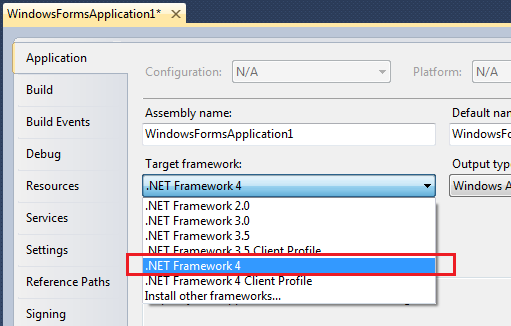 WindowsFormsApplication1*
Application
Build
Build Events
Debug
Resources
Services
Settings
Reference Paths
Signing
Configuration: N/A Platform: N/A
Assembly name: Default nam
WindowsFormsApplication1 WindowsFo
Target framework: Output typ
.NET Framework 4 Windows A
.NET Framework 2.0
.NET Framework 3.0
.NET Framework 3.5
.NET Framework 3.5 Client Profile
.NET Framework 4
.NET Framework 4 Client Profile
Install other frameworks...